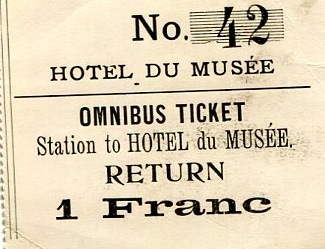 No. 42
HOTEL DU MUSÉE
OMNIBUS TICKET
Station to HOTEL du MUSÉE.
RETURN
1 Franc